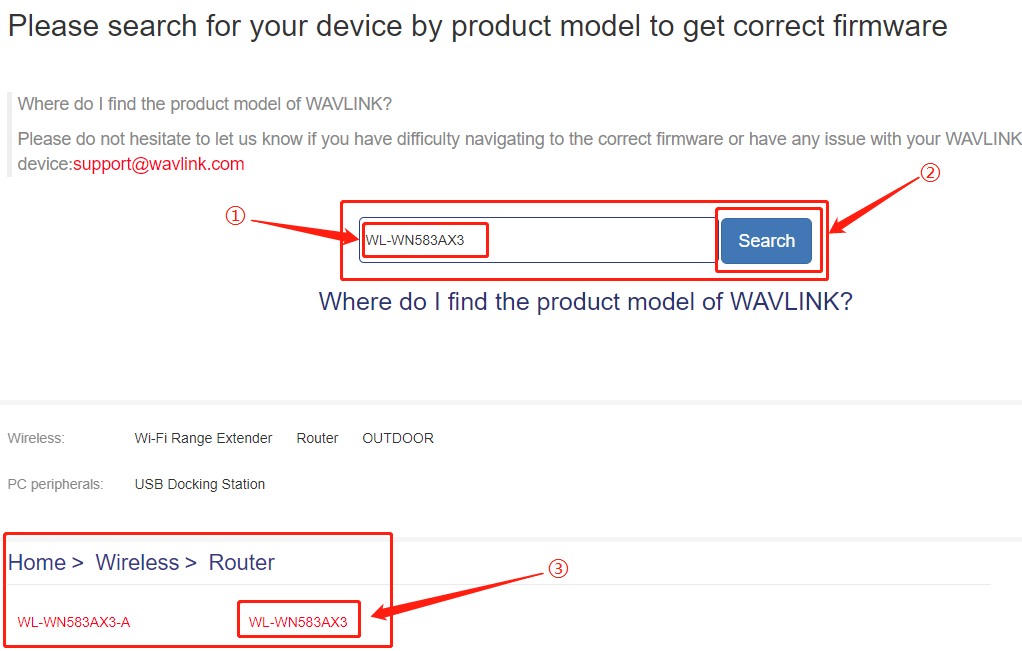 Please search for your device by product model to get correct firmware
Where do I find the product model of WAVLINK?
Please do not hesitate to let us know if you have difficulty navigating to the correct firmware or have any issue with your WAVLINK
device:support@wavlink.com
②
①
WL-WN583AX3 Search
Where do I find the product model of WAVLINK?
Wireless: Wi-Fi Range Extender Router OUTDOOR
PC peripherals: USB Docking Station
Home > Wireless > Router
③
WL-WN583AX3-A WL-WN583AX3